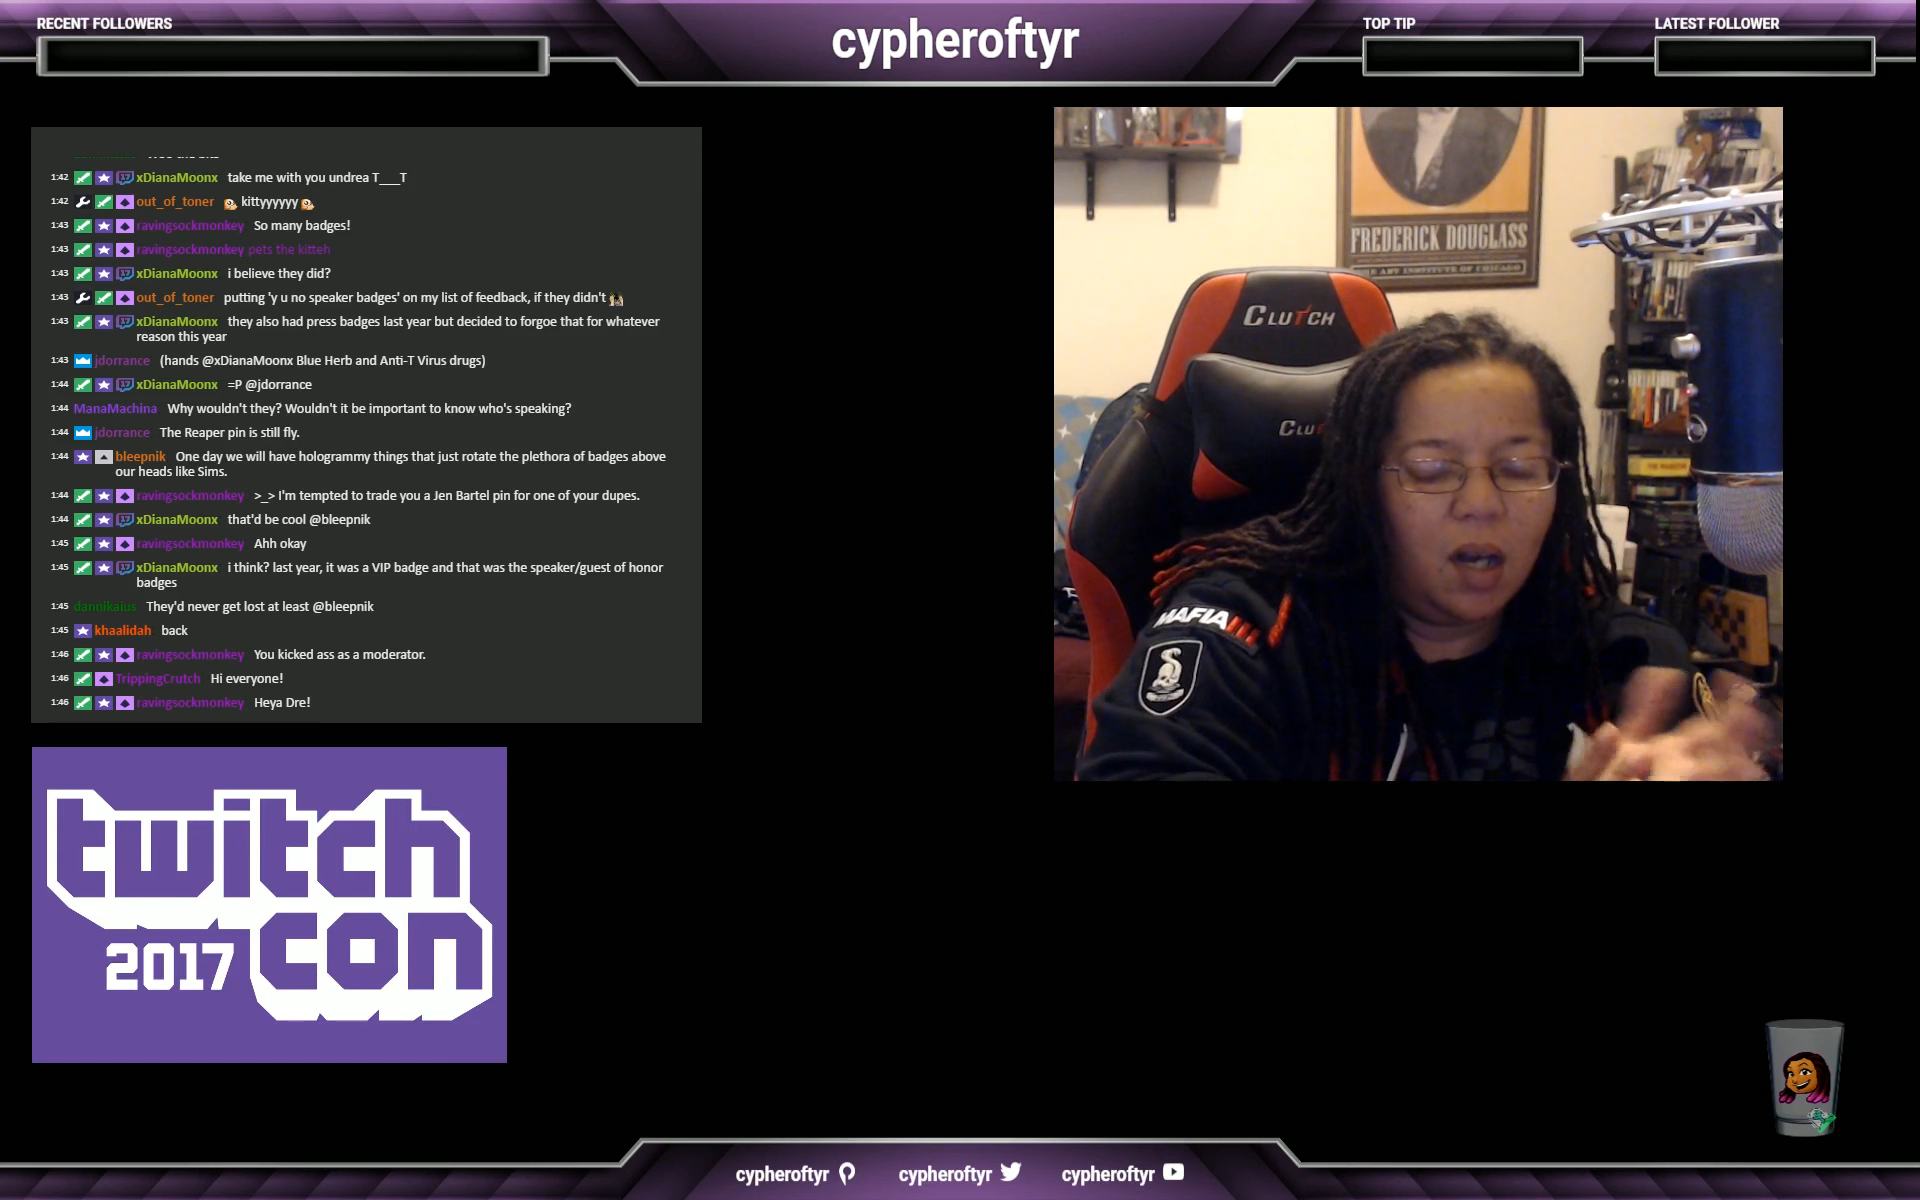 RECENT FOLLOWERS
cypheroftyr
TOP TIP
LATEST FOLLOWER
1:42 xDianaMoonx take me with you undrea T___T
1:42 out_of_toner kittyyyyyy
1:43 ravingsockmonkey So many badges!
1:43 ravingsockmonkey pets the kitteh
1:43 xDianaMoonx i believe they did?
1:43 out_of_toner putting 'y u no speaker badges' on my list of feedback, if they didn't
1:43 xDianaMoonx they also had press badges last year but decided to forgoe that for whatever
reason this year
1:43 jdorrance (hands @xDianaMoonx Blue Herb and Anti-T Virus drugs)
1:44 xDianaMoonx =P @jdorrance
1:44 ManaMachina Why wouldn't they? Wouldn't it be important to know who's speaking?
1:44 jdorrance The Reaper pin is still fly.
1:44 bleepnik One day we will have hologrammy things that just rotate the plethora of badges above
our heads like Sims.
1:44 ravingsockmonkey >_> I'm tempted to trade you a Jen Bartel pin for one of your dupes.
1:44 xDianaMoonx that'd be cool @bleepnik
1:45 ravingsockmonkey Ahh okay
1:45 xDianaMoonx i think? last year, it was a VIP badge and that was the speaker/guest of honor
badges
1:45 dannikaius They'd never get lost at least @bleepnik
1:45 khaalidah back
1:46 ravingsockmonkey You kicked ass as a moderator.
1:46 TrippingCrutch Hi everyone!
1:46 ravingsockmonkey Heya Dre!
FREDERICK DOUGLASS
THE ART INSTITUTE OF CHICAGO
CLUTCH
CLU
MAFIA III
twitch
con
2017
cypheroftyr
cypheroftyr
cypheroftyr